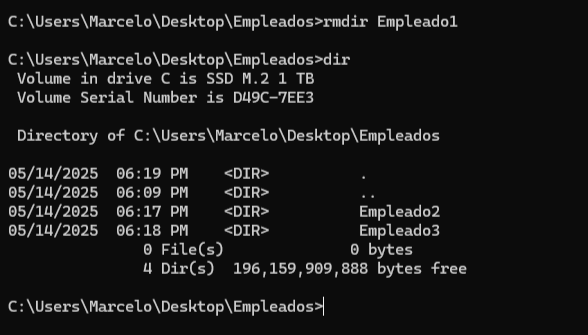 C:\Users\Marcelo\Desktop\Empleados>rmdir Empleado1
C:\Users\Marcelo\Desktop\Empleados>dir
Volume in drive C is SSD M.2 1 TB
Volume Serial Number is D49C-7EE3
Directory of C:\Users\Marcelo\Desktop\Empleados
05/14/2025  06:19 PM    <DIR>          .
05/14/2025  06:09 PM    <DIR>          ..
05/14/2025  06:17 PM    <DIR>          Empleado2
05/14/2025  06:18 PM    <DIR>          Empleado3
0 File(s)              0 bytes
4 Dir(s)  196,159,909,888 bytes free
C:\Users\Marcelo\Desktop\Empleados>